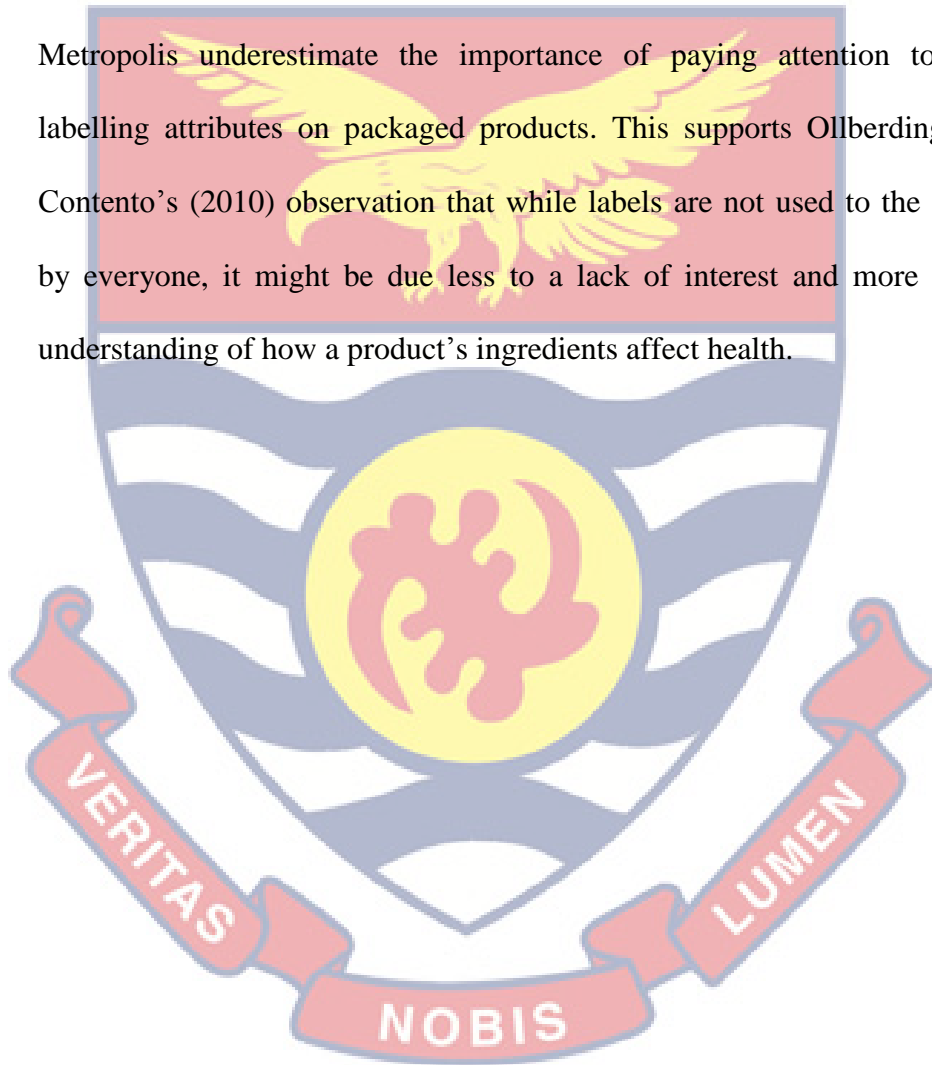 Metropolis underestimate the importance of paying attention to
labelling attributes on packaged products. This supports Ollberding
Contento’s (2010) observation that while labels are not used to the
by everyone, it might be due less to a lack of interest and more
understanding of how a product’s ingredients affect health.
VERITAS
NOBIS
LUMEN